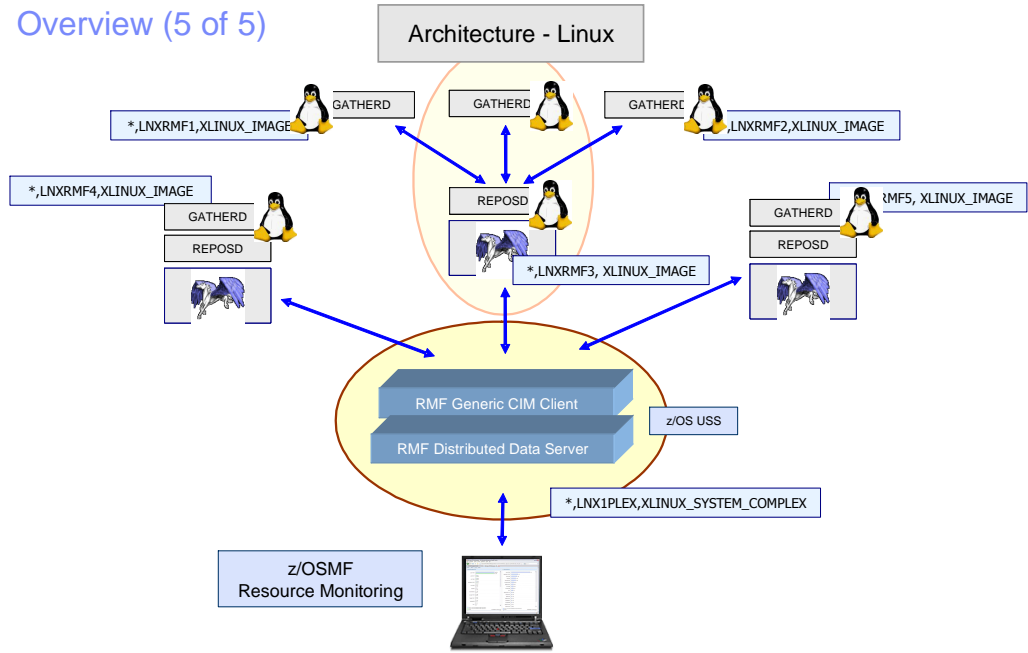 Overview (5 of 5)
Architecture - Linux
GATHERD
GATHERD
GATHERD
*,LNXRMF1,XLINUX_IMAGE
,LNXRMF2,XLINUX_IMAGE
*,LNXRMF4,XLINUX_IMAGE
GATHERD
REPOSD
REPOSD
*,LNXRMF3, XLINUX_IMAGE
MF5, XLINUX_IMAGE
GATHERD
REPOSD
RMF Generic CIM Client
RMF Distributed Data Server
z/OS USS
*,LNX1PLEX,XLINUX_SYSTEM_COMPLEX
z/OSMF
Resource Monitoring